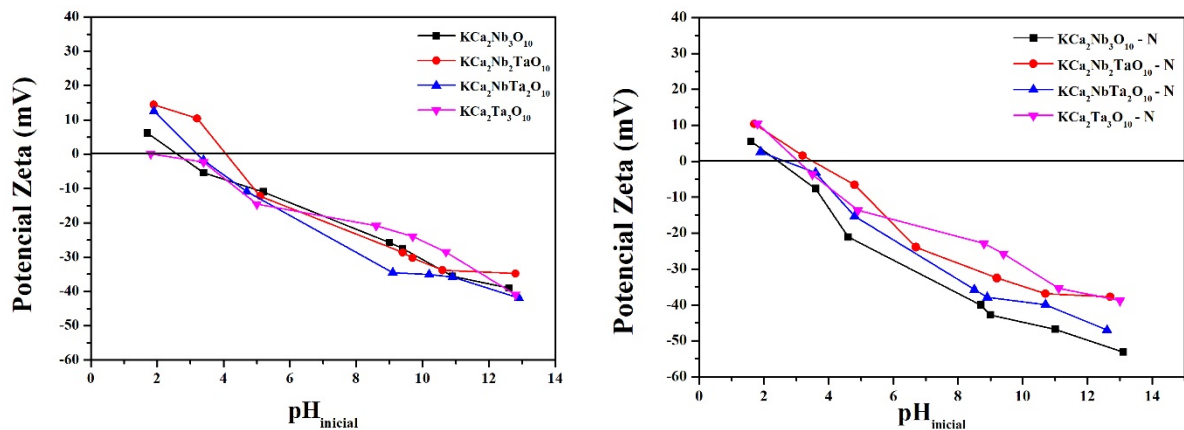 40
30
20
10
0
-10
-20
-30
-40
-50
-60
Potencial Zeta (mV)
KCa₂Nb₃O₁₀
KCa₂Nb₂TaO₁₀
KCa₂NbTa₂O₁₀
KCa₂Ta₃O₁₀
0 2 4 6 8 10 12 14
pH_inicial
40
30
20
10
0
-10
-20
-30
-40
-50
-60
Potencial Zeta (mV)
KCa₂Nb₃O₁₀ - N
KCa₂Nb₂TaO₁₀ - N
KCa₂NbTa₂O₁₀ - N
KCa₂Ta₃O₁₀ - N
0 2 4 6 8 10 12 14
pH_inicial